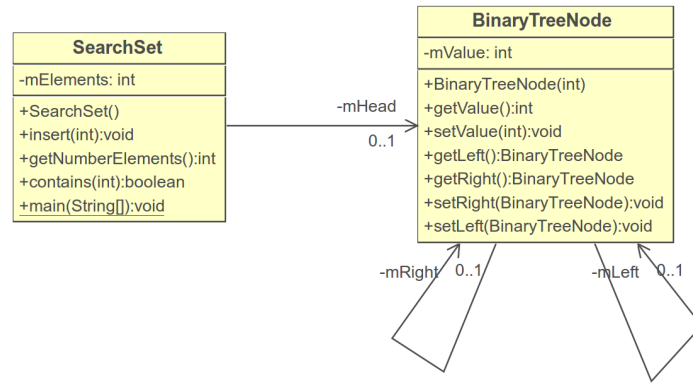 SearchSet
-mElements: int
+SearchSet()
+insert(int):void
+getNumberElements():int
+contains(int):boolean
+main(String[]):void
-mHead
0..1
BinaryTreeNode
-mValue: int
+BinaryTreeNode(int)
+getValue():int
+setValue(int):void
+getLeft():BinaryTreeNode
+getRight():BinaryTreeNode
+setRight(BinaryTreeNode):void
+setLeft(BinaryTreeNode):void
-mRight 0..1
-mLeft 0..1